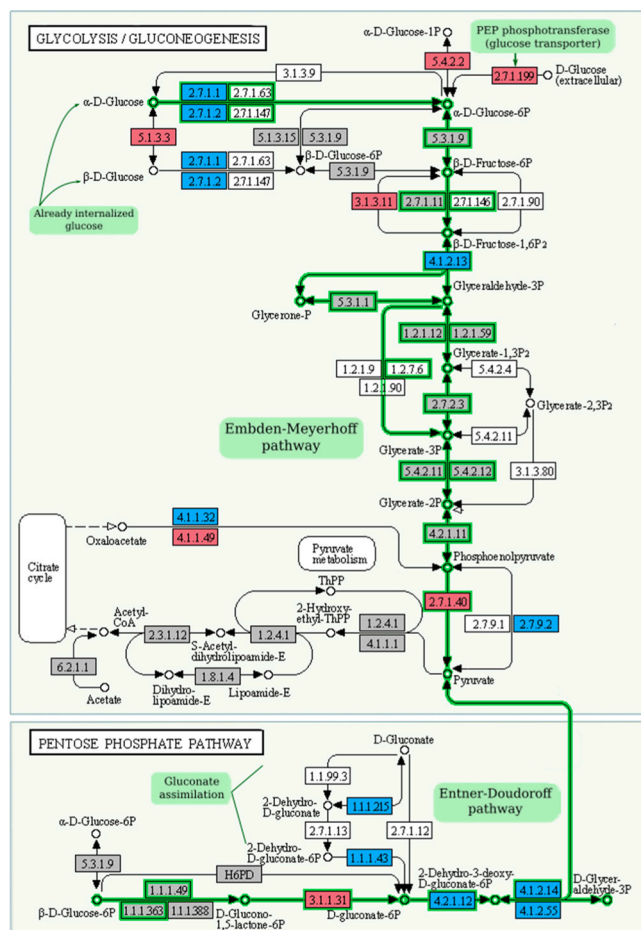 GLYCOLYSIS / GLUCONEOGENESIS
α-D-Glucose-1P
PEP phosphotransferase
(glucose transporter)
5.4.2.2
3.1.3.9
2.7.1.199
D-Glucose
(extracellular)
2.7.1.1
2.7.1.63
α-D-Glucose
2.7.1.2
2.7.1.147
α-D-Glucose-6P
5.1.3.3
5.3.1.15
5.3.1.9
5.3.1.9
β-D-Glucose-6P
2.7.1.1
2.7.1.63
5.3.1.9
β-D-Fructose-6P
β-D-Glucose
2.7.1.2
2.7.1.147
3.1.3.11
2.7.1.11
2.7.1.146
2.7.1.90
Already internalized
glucose
β-D-Fructose-1,6P2
4.1.2.13
Glyceraldehyde-3P
Glycerone-P
5.3.1.1
1.2.1.12
1.2.1.59
Glycerate-1,3P2
1.2.1.9
1.2.7.6
5.4.2.4
1.2.1.90
2.7.2.3
Glycerate-2,3P2
Embden-Meyerhoff
pathway
5.4.2.11
Glycerate-3P
5.4.2.11
5.4.2.12
3.1.3.80
Glycerate-2P
4.1.1.32
4.2.1.11
Oxaloacetate
4.1.1.49
Phosphoenolpyruvate
Citrate
cycle
Pyruvate
metabolism
ThPP
2.7.1.40
Acetyl-
CoA
2-Hydroxy-
ethyl-ThPP
1.2.4.1
2.7.9.1
2.7.9.2
2.3.1.12
1.2.4.1
4.1.1.1
S-Acetyl-
dihydrolipoamide-E
6.2.1.1
1.8.1.4
Pyruvate
Acetate
Dihydro-
lipoamide-E
Lipoamide-E
PENTOSE PHOSPHATE PATHWAY
D-Gluconate
1.1.99.3
Gluconate
assimilation
2-Dehydro-
D-gluconate
1.1.1.215
Entner-Doudoroff
pathway
2.7.1.13
2.7.1.12
α-D-Glucose-6P
2-Dehydro-
D-gluconate-6P
1.1.1.43
5.3.1.9
H6PD
2-Dehydro-3-deoxy-
D-gluconate-6P
D-Glycer-
aldehyde-3P
1.1.1.49
3.1.1.31
4.2.1.12
4.1.2.14
β-D-Glucose-6P
1.1.1.363
1.1.1.388
D-Glucono-
1,5-lactone-6P
D-gluconate-6P
4.1.2.55